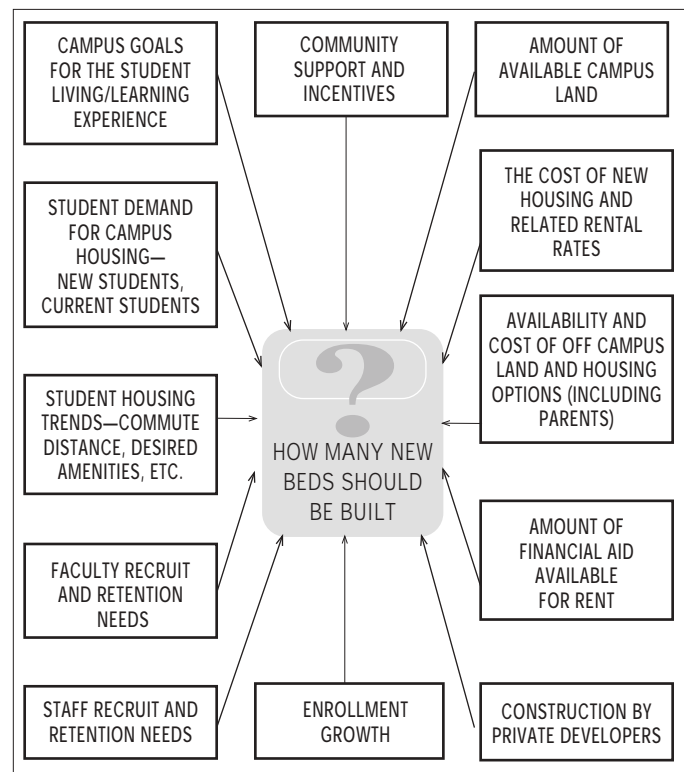 CAMPUS GOALS
FOR THE STUDENT
LIVING/LEARNING
EXPERIENCE
COMMUNITY
SUPPORT AND
INCENTIVES
AMOUNT OF
AVAILABLE CAMPUS
LAND
STUDENT DEMAND
FOR CAMPUS
HOUSING—
NEW STUDENTS,
CURRENT STUDENTS
THE COST OF NEW
HOUSING AND
RELATED RENTAL
RATES
AVAILABILITY AND
COST OF OFF CAMPUS
LAND AND HOUSING
OPTIONS (INCLUDING
PARENTS)
STUDENT HOUSING
TRENDS—COMMUTE
DISTANCE, DESIRED
AMENITIES, ETC.
?
HOW MANY NEW
BEDS SHOULD
BE BUILT
FACULTY RECRUIT
AND RETENTION
NEEDS
AMOUNT OF
FINANCIAL AID
AVAILABLE
FOR RENT
STAFF RECRUIT AND
RETENTION NEEDS
ENROLLMENT
GROWTH
CONSTRUCTION BY
PRIVATE DEVELOPERS